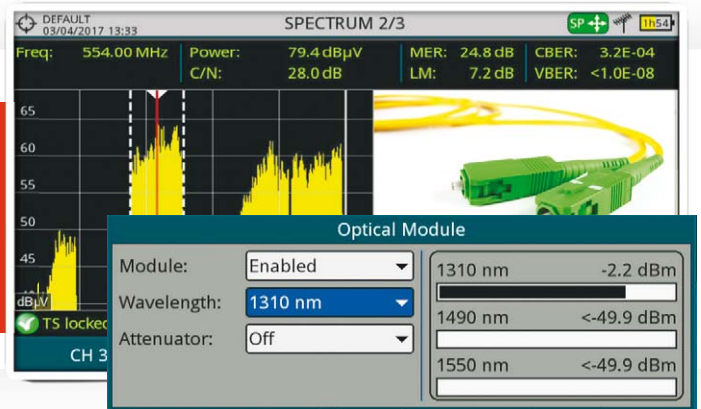 DEFAULT
03/04/2017 13:33
SPECTRUM 2/3
SP
1h54
Freq: 554.00 MHz Power: 79.4 dBµV MER: 24.8 dB CBER: 3.2E-04
C/N: 28.0 dB LM: 7.2 dB VBER: <1.0E-08
65
60
55
50
45
dBµV
TS locked
CH 3
Optical Module
Module: Enabled
Wavelength: 1310 nm
Attenuator: Off
1310 nm -2.2 dBm
1490 nm <-49.9 dBm
1550 nm <-49.9 dBm